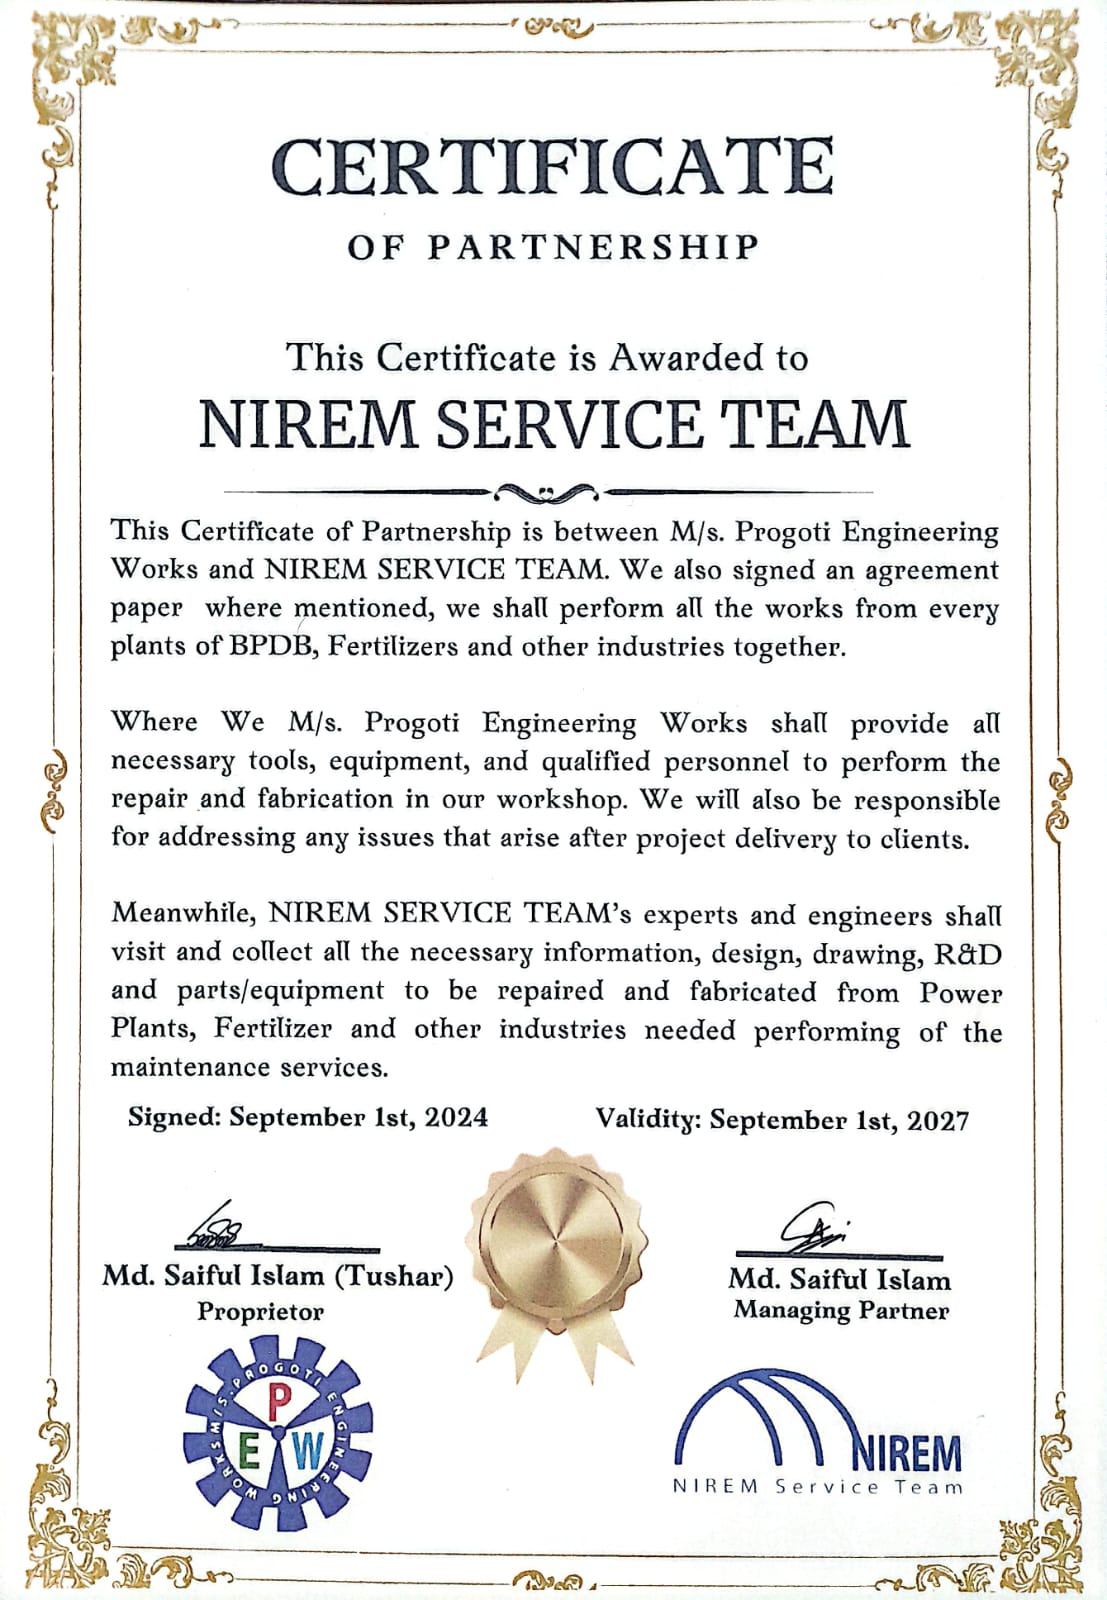 CERTIFICATE
OF PARTNERSHIP
This Certificate is Awarded to
NIREM SERVICE TEAM
This Certificate of Partnership is between M/s. Progoti Engineering
Works and NIREM SERVICE TEAM. We also signed an agreement
paper where mentioned, we shall perform all the works from every
plants of BPDB, Fertilizers and other industries together.
Where We M/s. Progoti Engineering Works shall provide all
necessary tools, equipment, and qualified personnel to perform the
repair and fabrication in our workshop. We will also be responsible
for addressing any issues that arise after project delivery to clients.
Meanwhile, NIREM SERVICE TEAM's experts and engineers shall
visit and collect all the necessary information, design, drawing, R&D
and parts/equipment to be repaired and fabricated from Power
Plants, Fertilizer and other industries needed performing of the
maintenance services.
Signed: September 1st, 2024 Validity: September 1st, 2027
Md. Saiful Islam (Tushar)
Proprietor
Md. Saiful Islam
Managing Partner
M/S. PROGOTI ENGINEERING WORKS
P
E W
NIREM
NIREM Service Team